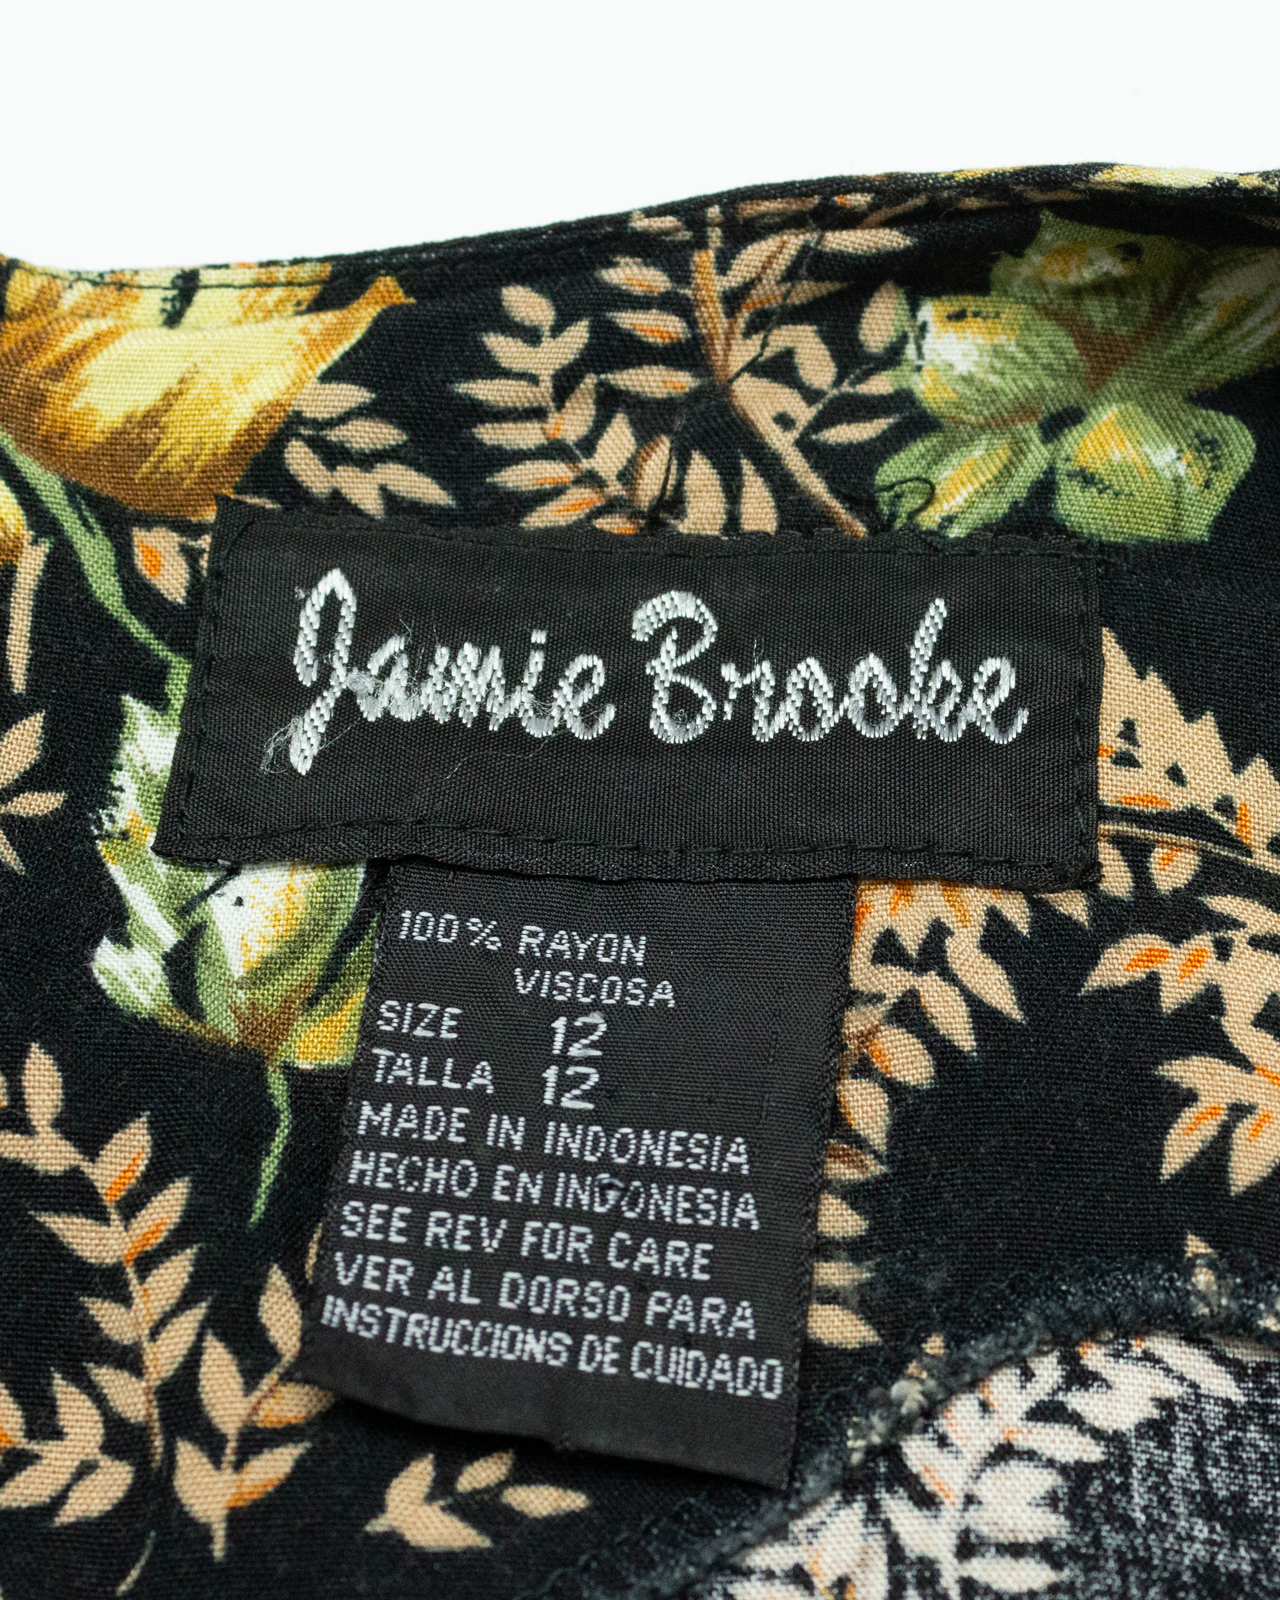 Jamie Brooke
100% RAYON
VISCOSA
SIZE 12
TALLA 12
MADE IN INDONESIA
HECHO EN INDONESIA
SEE REV FOR CARE
VER AL DORSO PARA
INSTRUCCIONS DE CUIDADO